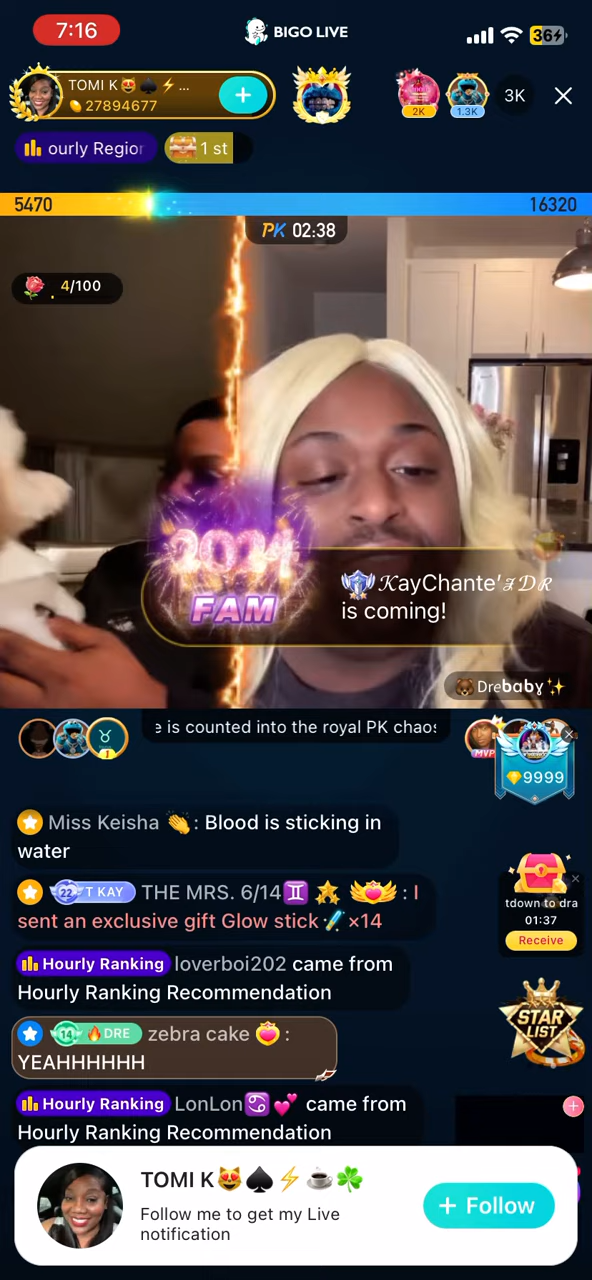 7:16
BIGO LIVE
36
TOMI K😻♠️⚡ ...
27894677
2K
1.3K
3K
ourly Region
1 st
5470
16320
PK 02:38
4/100
2024
FAM
𝒦ayChante'𝓏𝒟𝓡
is coming!
🐻 Dre𝗯𝗮𝗯𝘆✨
e is counted into the royal PK chaos
MVP
9999
Miss Keisha 👏: Blood is sticking in
water
22 T KAY THE MRS. 6/14♊ : I
sent an exclusive gift Glow stick ×14
tdown to dra
01:37
Receive
Hourly Ranking loverboi202 came from
Hourly Ranking Recommendation
STAR
LIST
14 🔥DRE zebra cake :
YEAHHHHHH
Hourly Ranking LonLon♋💕 came from
Hourly Ranking Recommendation
TOMI K😻♠️⚡☕☘️
Follow me to get my Live
notification
+ Follow